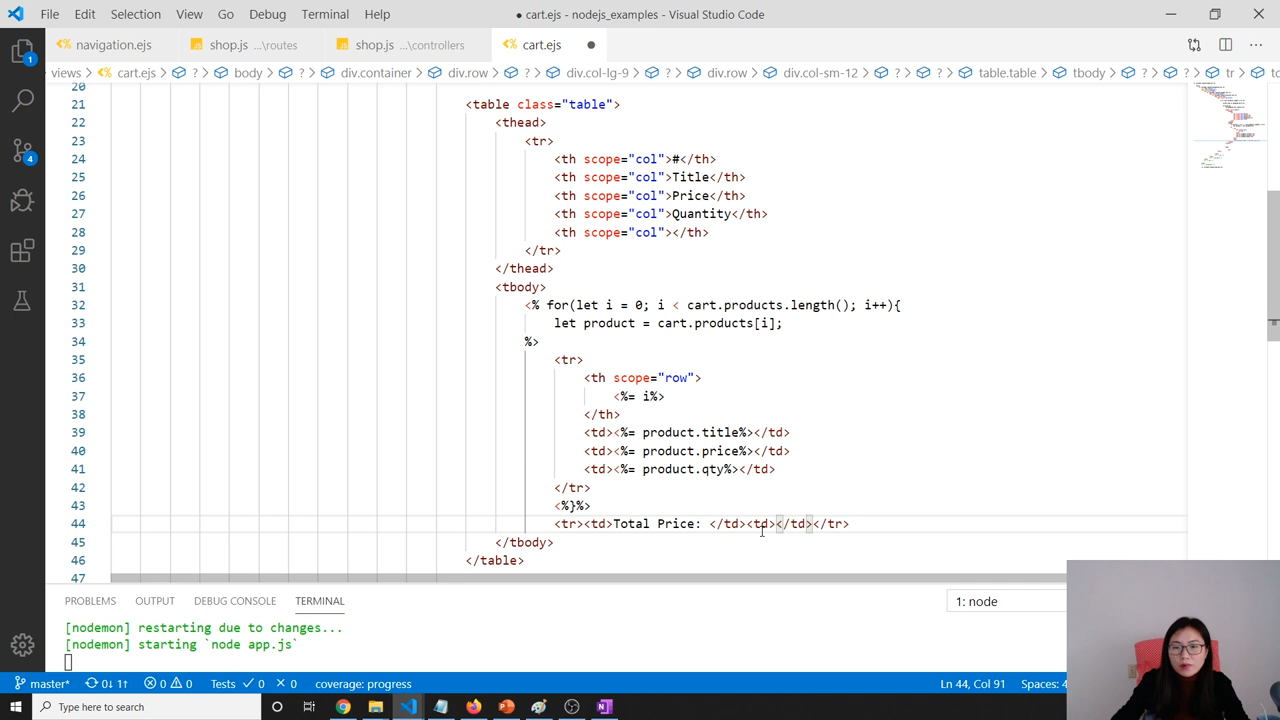 File Edit Selection View Go Debug Terminal Help ● cart.ejs - nodejs_examples - Visual Studio Code
navigation.ejs shop.js ...\routes shop.js ...\controllers cart.ejs
views > cart.ejs > ? > body > ? > div.container > div.row > ? > div.col-lg-9 > ? > div.row > div.col-sm-12 > ? > ? > table.table > tbody > ? > ? > tr > td
20
21 <table class="table">
22 <thead>
23 <tr>
24 <th scope="col">#</th>
25 <th scope="col">Title</th>
26 <th scope="col">Price</th>
27 <th scope="col">Quantity</th>
28 <th scope="col"></th>
29 </tr>
30 </thead>
31 <tbody>
32 <% for(let i = 0; i < cart.products.length(); i++){
33 let product = cart.products[i];
34 %>
35 <tr>
36 <th scope="row">
37 <%= i%>
38 </th>
39 <td><%= product.title%></td>
40 <td><%= product.price%></td>
41 <td><%= product.qty%></td>
42 </tr>
43 <%}%>
44 <tr><td>Total Price: </td><td></td></tr>
45 </tbody>
46 </table>
47
PROBLEMS OUTPUT DEBUG CONSOLE TERMINAL 1: node
[nodemon] restarting due to changes...
[nodemon] starting `node app.js`
master* 0↓ 1↑ 0 0 Tests ✓ 0 × 0 coverage: progress Ln 44, Col 91 Spaces: 4
Type here to search
1
4